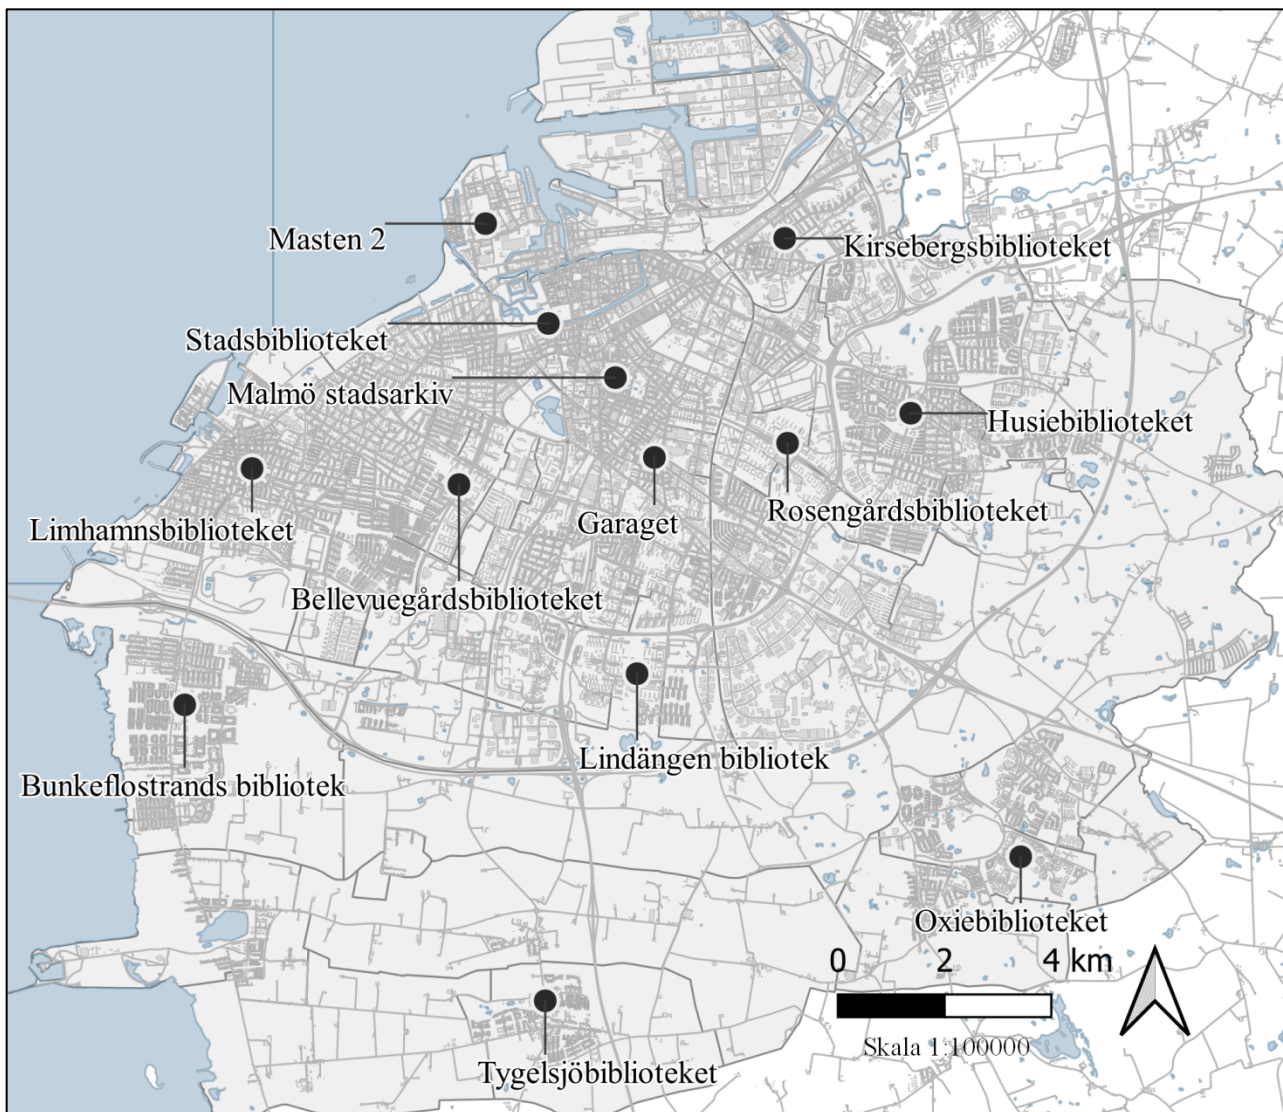 Masten 2
Kirsebergsbiblioteket
Stadsbiblioteket
Malmö stadsarkiv
Husiebiblioteket
Rosengårdsbiblioteket
Garaget
Limhamnsbiblioteket
Bellevuegårdsbiblioteket
Lindängen bibliotek
Bunkeflostrands bibliotek
Oxiebiblioteket
0 2 4 km
Skala 1:100000
Tygelsjöbiblioteket